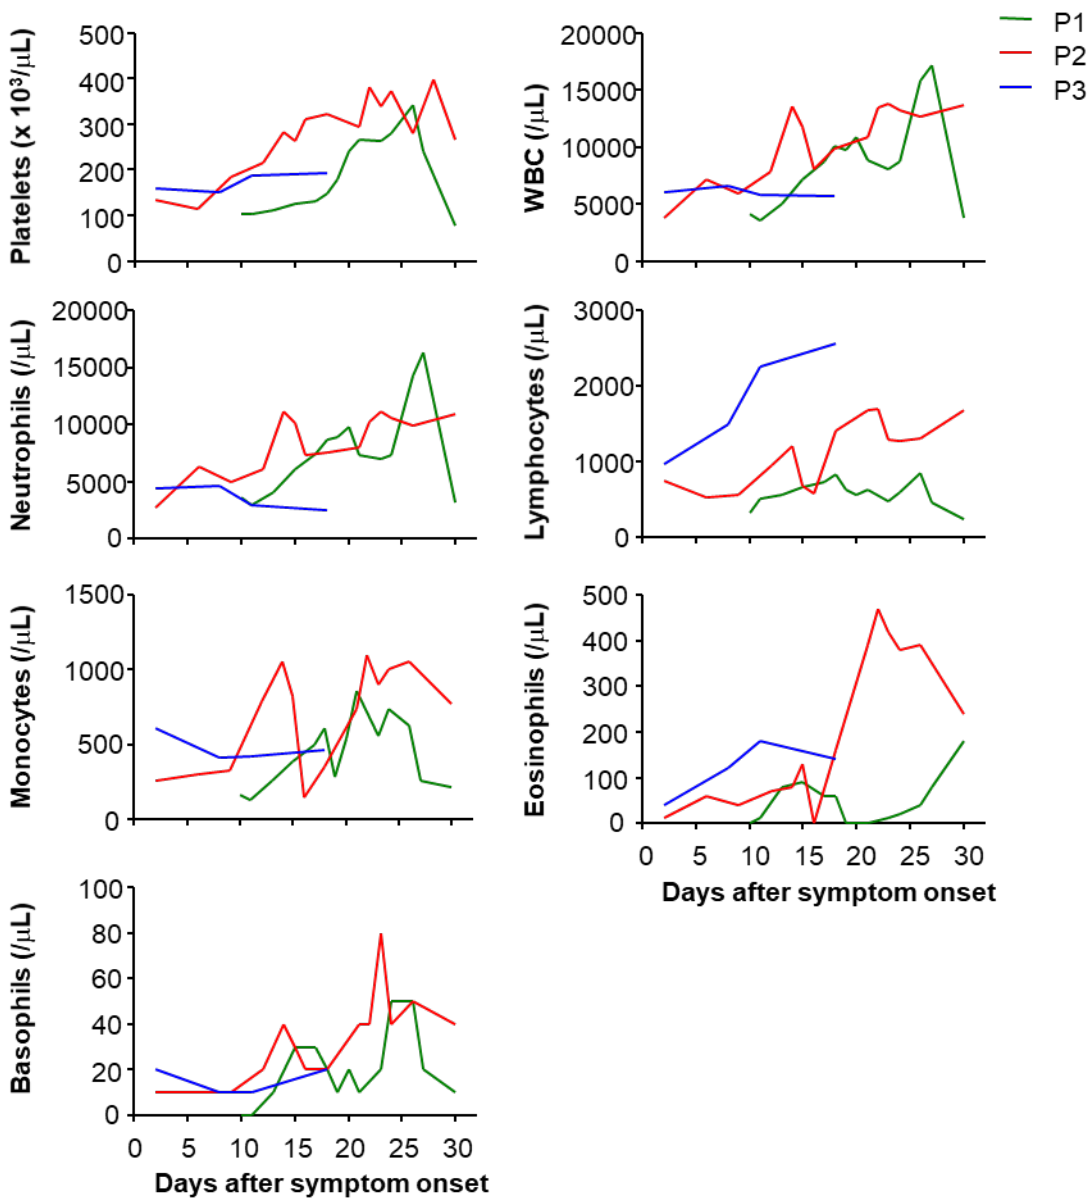 P1
P2
P3
Platelets (x 10³/μL)
500
400
300
200
100
0
WBC (/μL)
20000
15000
10000
5000
0
Neutrophils (/μL)
20000
15000
10000
5000
0
Lymphocytes (/μL)
3000
2000
1000
0
Monocytes (/μL)
1500
1000
500
0
Eosinophils (/μL)
500
400
300
200
100
0
0 5 10 15 20 25 30
Days after symptom onset
Basophils (/μL)
100
80
60
40
20
0
0 5 10 15 20 25 30
Days after symptom onset